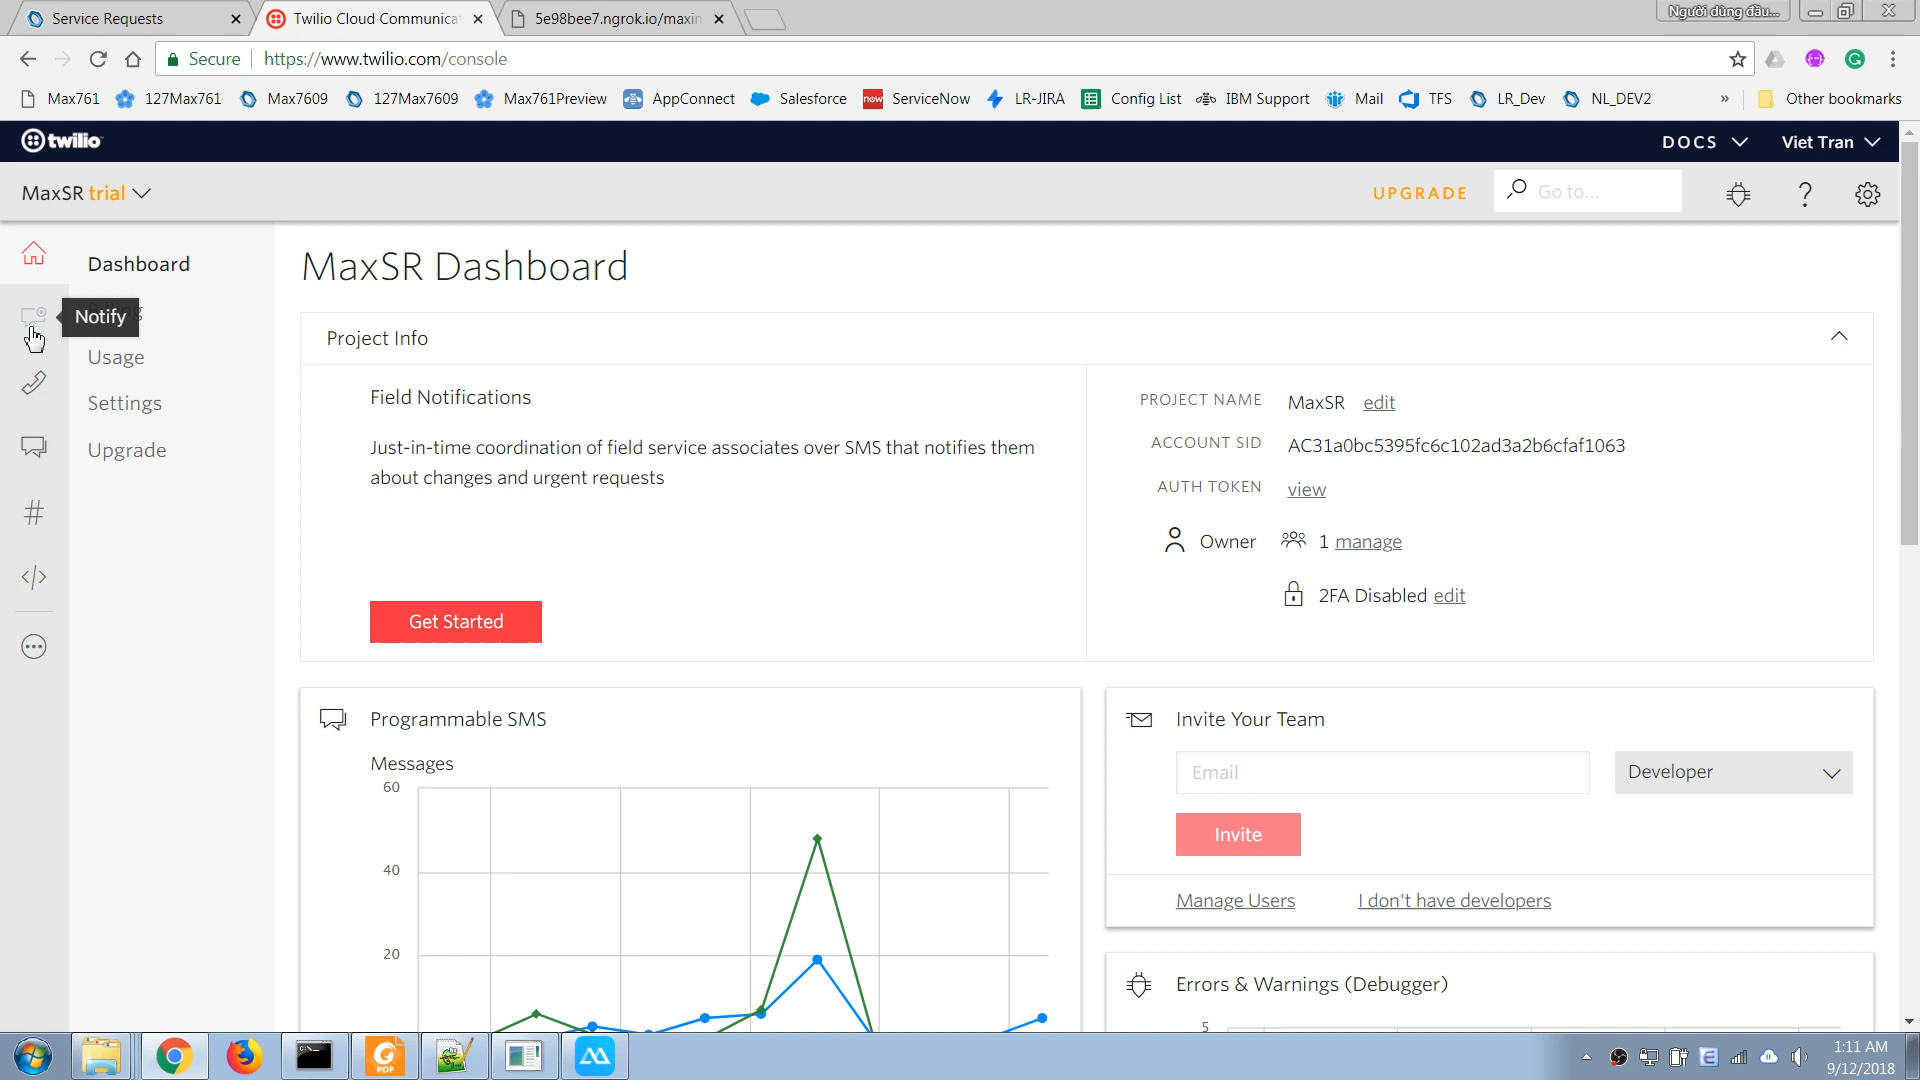 Service Requests
Twilio Cloud Communica
5e98bee7.ngrok.io/maxin
Người dùng đầu...
Secure
https://www.twilio.com/console
Max761
127Max761
Max7609
127Max7609
Max761Preview
AppConnect
Salesforce
now
ServiceNow
LR-JIRA
Config List
IBM Support
Mail
TFS
LR_Dev
NL_DEV2
»
Other bookmarks
twilio
DOCS
Viet Tran
MaxSR trial
UPGRADE
Go to...
Dashboard
Notify
Usage
Settings
Upgrade
MaxSR Dashboard
Project Info
Field Notifications
Just-in-time coordination of field service associates over SMS that notifies them
about changes and urgent requests
Get Started
PROJECT NAME
MaxSR edit
ACCOUNT SID
AC31a0bc5395fc6c102ad3a2b6cfaf1063
AUTH TOKEN
view
Owner
1 manage
2FA Disabled edit
Programmable SMS
Messages
60
40
20
Invite Your Team
Email
Developer
Invite
Manage Users
I don't have developers
Errors & Warnings (Debugger)
5
PDF
1:11 AM
9/12/2018